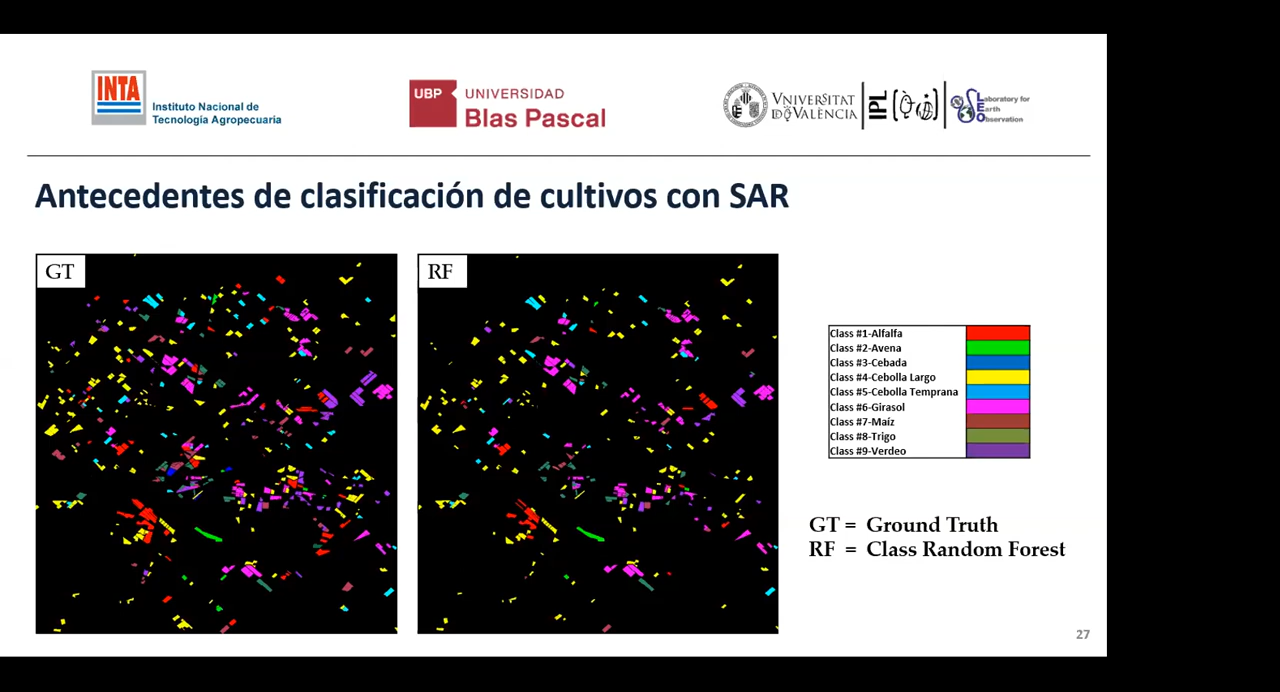 INTA
Instituto Nacional de
Tecnología Agropecuaria
UBP
UNIVERSIDAD
Blas Pascal
VNIVERSITAT
DE VALÈNCIA
IPL
Laboratory for
Earth
Observation
Antecedentes de clasificación de cultivos con SAR
GT
RF
Class #1-Alfalfa
Class #2-Avena
Class #3-Cebada
Class #4-Cebolla Largo
Class #5-Cebolla Temprana
Class #6-Girasol
Class #7-Maíz
Class #8-Trigo
Class #9-Verdeo
GT = Ground Truth
RF = Class Random Forest
27